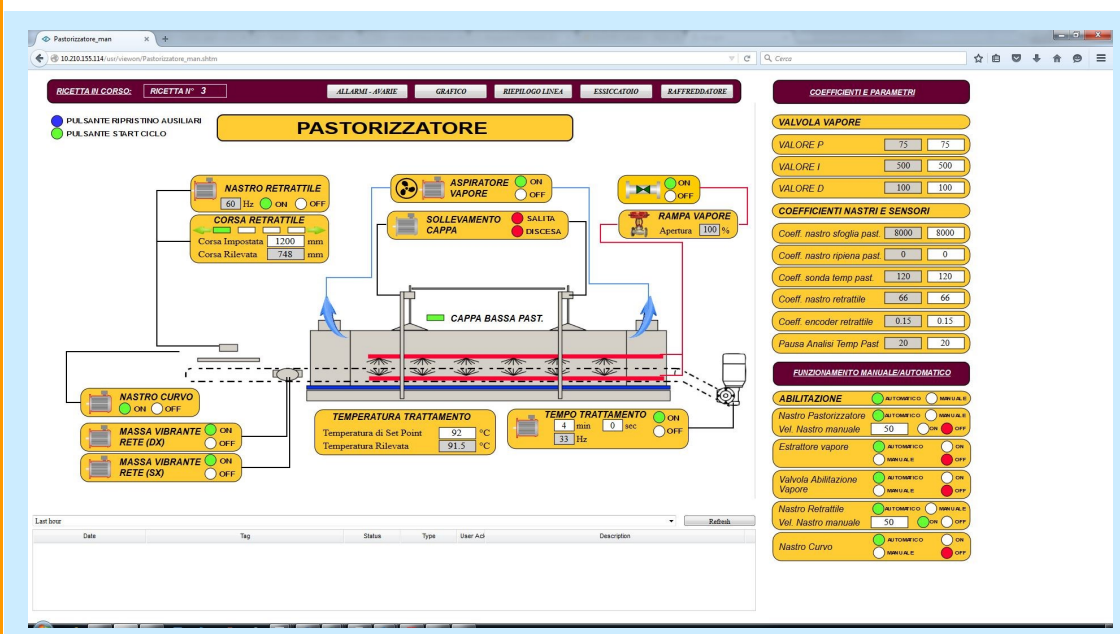 Pastorizzatore_man
10.210.155.114/usr/viewon/Pastorizzatore_man.shtm
Cerca
RICETTA IN CORSO: RICETTA N° 3
ALLARMI - AVARIE GRAFICO RIEPILOGO LINEA ESSICCATOIO RAFFREDDATORE
COEFFICIENTI E PARAMETRI
PULSANTE RIPRISTINO AUSILIARI
PULSANTE START CICLO
PASTORIZZATORE
NASTRO RETRATTILE
60 Hz ON OFF
CORSA RETRATTILE
Corsa Impostata 1200 mm
Corsa Rilevata 748 mm
ASPIRATORE VAPORE ON OFF
SOLLEVAMENTO CAPPA SALITA DISCESA
ON
OFF
RAMPA VAPORE
Apertura 100 %
CAPPA BASSA PAST.
NASTRO CURVO
ON OFF
MASSA VIBRANTE ON
RETE (DX) OFF
MASSA VIBRANTE ON
RETE (SX) OFF
TEMPERATURA TRATTAMENTO
Temperatura di Set Point 92 °C
Temperatura Rilevata 91.5 °C
TEMPO TRATTAMENTO ON
4 min 0 sec OFF
33 Hz
VALVOLA VAPORE
VALORE P 75 75
VALORE I 500 500
VALORE D 100 100
COEFFICIENTI NASTRI E SENSORI
Coeff. nastro sfoglia past. 8000 8000
Coeff. nastro ripiena past. 0 0
Coeff. sonda temp past. 120 120
Coeff. nastro retrattile 66 66
Coeff. encoder retrattile 0.15 0.15
Pausa Analisi Temp Past 20 20
FUNZIONAMENTO MANUALE/AUTOMATICO
ABILITAZIONE AUTOMATICO MANUALE
Nastro Pastorizzatore AUTOMATICO MANUALE
Vel. Nastro manuale 50 ON OFF
Estrattore vapore AUTOMATICO ON
MANUALE OFF
Valvola Abilitazione AUTOMATICO ON
Vapore MANUALE OFF
Nastro Retrattile AUTOMATICO MANUALE
Vel. Nastro manuale 50 ON OFF
Nastro Curvo AUTOMATICO ON
MANUALE OFF
Last hour Refresh
Date Tag Status Type User Ack Description